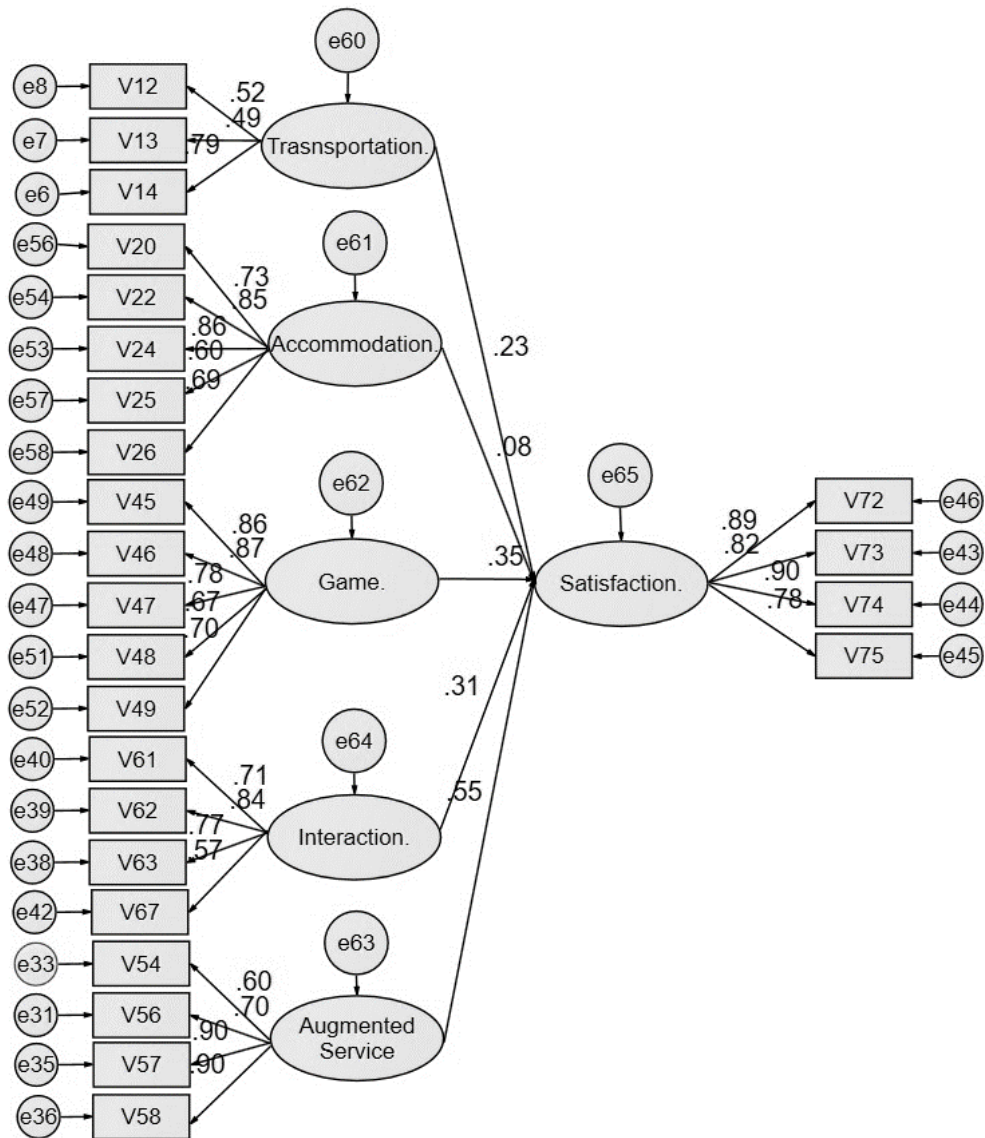 e60
e8
V12
.52
.49
e7
V13
.79
Trasnsportation.
e6
V14
e56
V20
e61
e54
V22
.73
.85
e53
V24
.86
.60
Accommodation.
.23
e57
V25
.69
e58
V26
.08
e49
V45
e62
e65
V72
e46
e48
V46
.86
.87
.89
.82
V73
e43
e47
V47
.78
.67
Game.
.35
Satisfaction.
.90
.78
V74
e44
e51
V48
.70
V75
e45
e52
V49
.31
e40
V61
e64
e39
V62
.71
.84
.55
e38
V63
.77
.57
Interaction.
e42
V67
e33
V54
e63
e31
V56
.60
.70
e35
V57
.90
.90
Augmented
Service
e36
V58